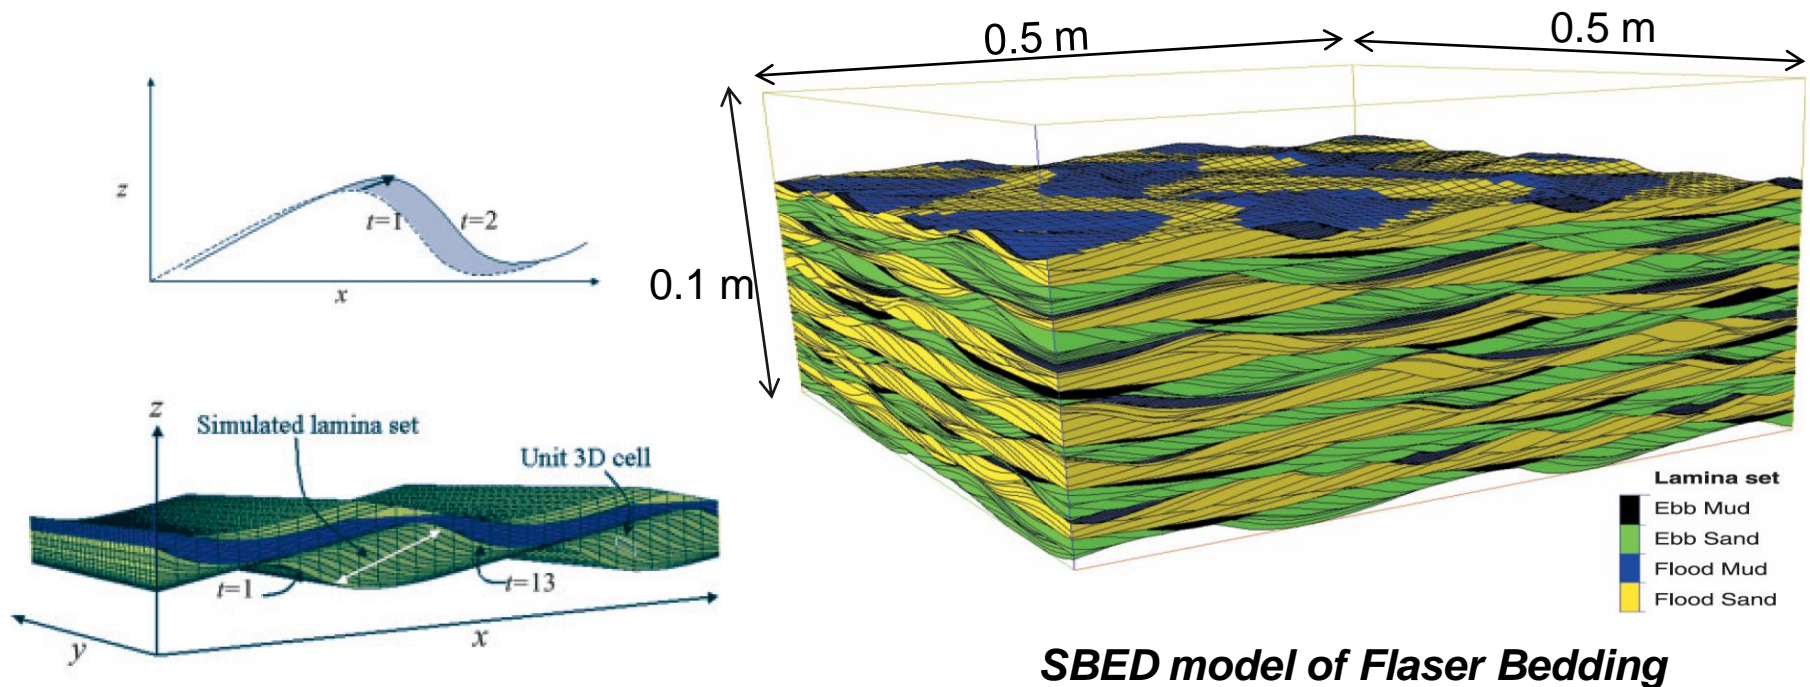 z
t=1
t=2
x
z
Simulated lamina set
Unit 3D cell
t=1
t=13
y
x
0.5 m
0.5 m
0.1 m
Lamina set
Ebb Mud
Ebb Sand
Flood Mud
Flood Sand
SBED model of Flaser Bedding